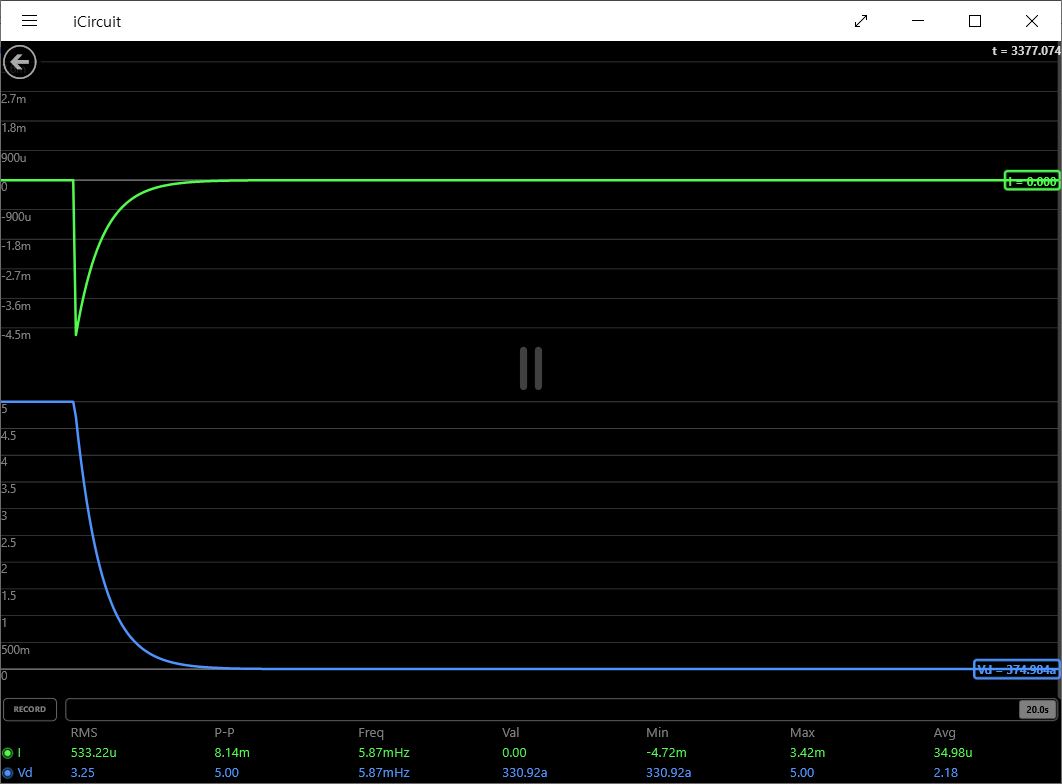 iCircuit
t = 3377.074
2.7m
1.8m
900u
0
I = 0.000
-900u
-1.8m
-2.7m
-3.6m
-4.5m
5
4.5
4
3.5
3
2.5
2
1.5
1
500m
0
Vd = 374.984a
RECORD
20.0s
RMS P-P Freq Val Min Max Avg
I 533.22u 8.14m 5.87mHz 0.00 -4.72m 3.42m 34.98u
Vd 3.25 5.00 5.87mHz 330.92a 330.92a 5.00 2.18